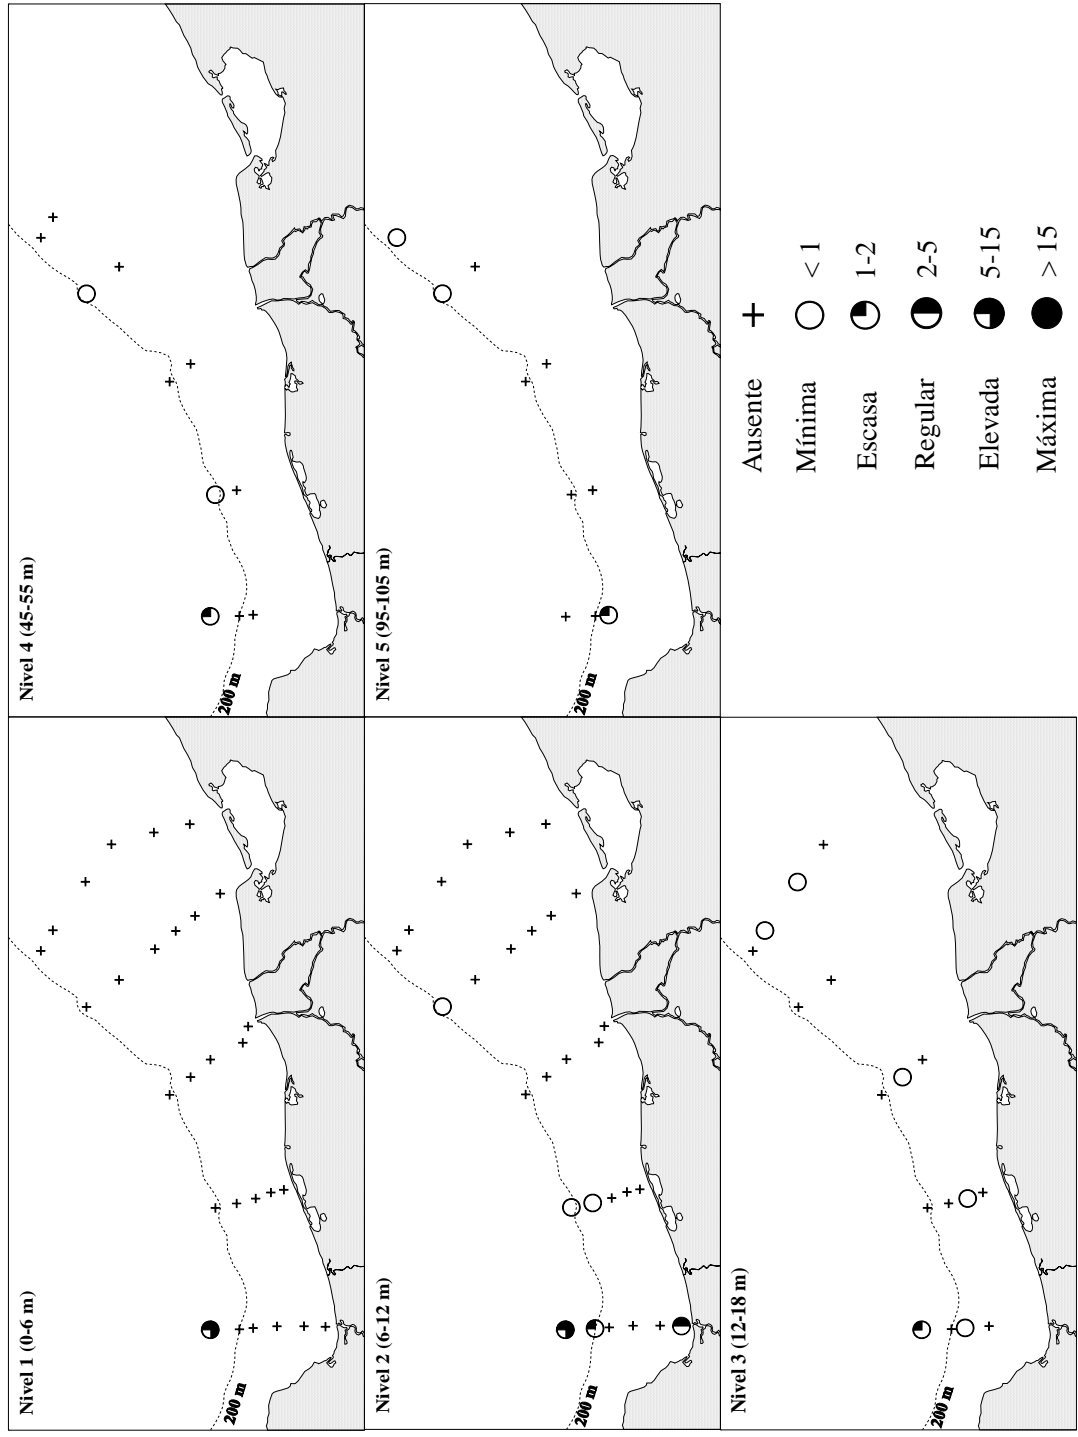 Nivel 1 (0-6 m)
200 m
Nivel 2 (6-12 m)
200 m
Nivel 3 (12-18 m)
200 m
Nivel 4 (45-55 m)
200 m
Nivel 5 (95-105 m)
200 m
Ausente
Mínima < 1
Escasa 1-2
Regular 2-5
Elevada 5-15
Máxima > 15